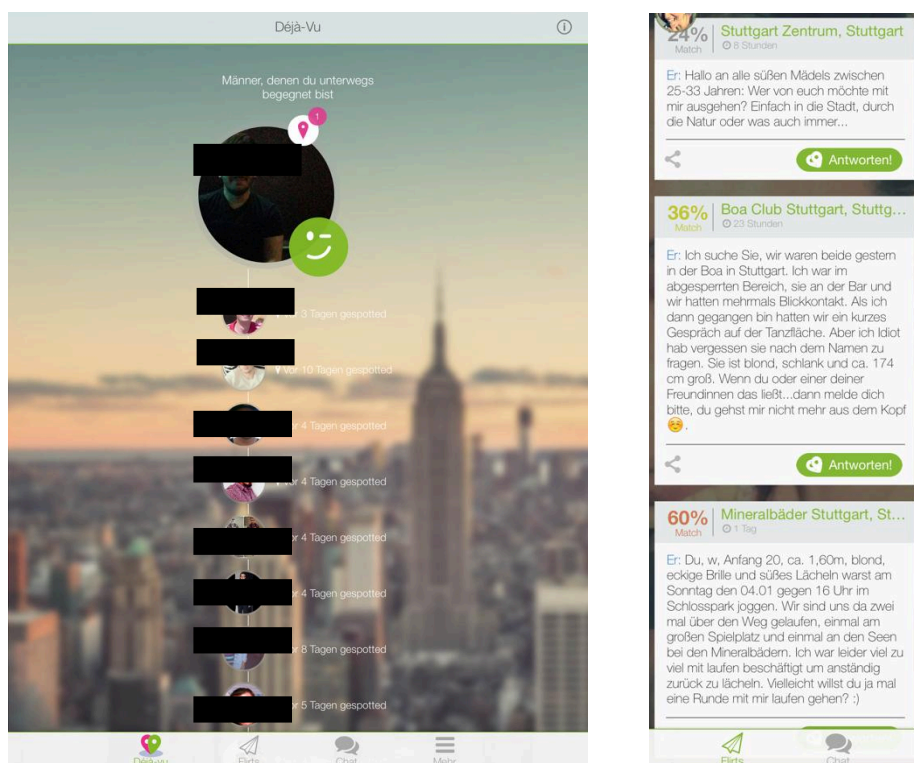 Déjà-Vu
Männer, denen du unterwegs
begegnet bist
1
Vor 3 Tagen gespotted
Vor 10 Tagen gespotted
Vor 4 Tagen gespotted
Vor 4 Tagen gespotted
Vor 4 Tagen gespotted
Vor 4 Tagen gespotted
Vor 8 Tagen gespotted
Vor 5 Tagen gespotted
Déjà-vu
Flirts
Chat
Mehr
24%
Match
Stuttgart Zentrum, Stuttgart
8 Stunden
Er: Hallo an alle süßen Mädels zwischen
25-33 Jahren: Wer von euch möchte mit
mir ausgehen? Einfach in die Stadt, durch
die Natur oder was auch immer...
Antworten!
36%
Match
Boa Club Stuttgart, Stuttg...
23 Stunden
Er: Ich suche Sie, wir waren beide gestern
in der Boa in Stuttgart. Ich war im
abgesperrten Bereich, sie an der Bar und
wir hatten mehrmals Blickkontakt. Als ich
dann gegangen bin hatten wir ein kurzes
Gespräch auf der Tanzfläche. Aber ich Idiot
hab vergessen sie nach dem Namen zu
fragen. Sie ist blond, schlank und ca. 174
cm groß. Wenn du oder einer deiner
Freundinnen das ließt...dann melde dich
bitte, du gehst mir nicht mehr aus dem Kopf
☺️.
Antworten!
60%
Match
Mineralbäder Stuttgart, St...
1 Tag
Er: Du, w, Anfang 20, ca. 1,60m, blond,
eckige Brille und süßes Lächeln warst am
Sonntag den 04.01 gegen 16 Uhr im
Schlosspark joggen. Wir sind uns da zwei
mal über den Weg gelaufen, einmal am
großen Spielplatz und einmal an den Seen
bei den Mineralbädern. Ich war leider viel zu
viel mit laufen beschäftigt um anständig
zurück zu lächeln. Vielleicht willst du ja mal
eine Runde mit mir laufen gehen? :)
Flirts
Chat